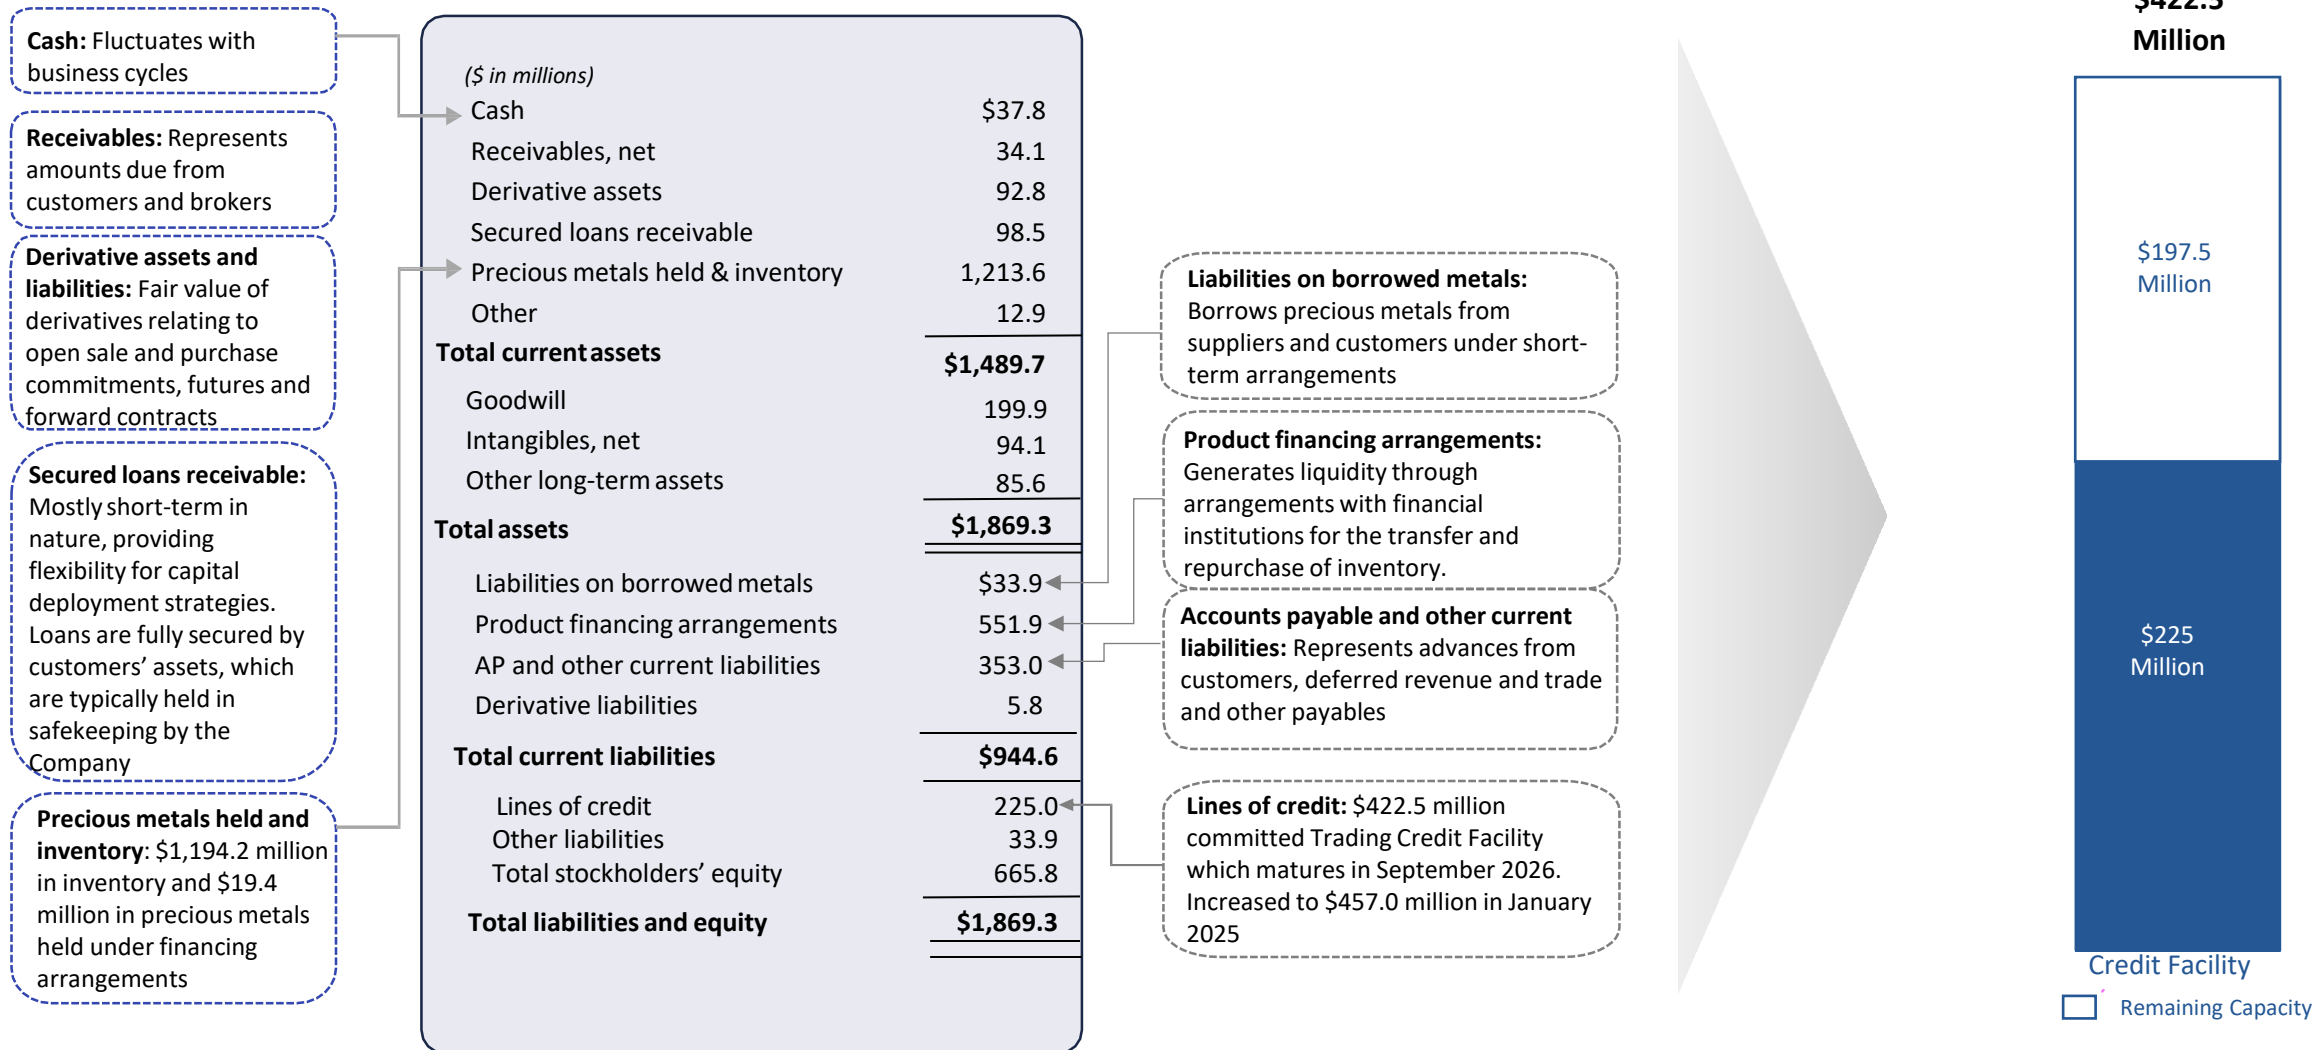 Cash: Fluctuates with
business cycles
Receivables: Represents
amounts due from
customers and brokers
Derivative assets and
liabilities: Fair value of
derivatives relating to
open sale and purchase
commitments, futures and
forward contracts
Secured loans receivable:
Mostly short-term in
nature, providing
flexibility for capital
deployment strategies.
Loans are fully secured by
customers’ assets, which
are typically held in
safekeeping by the
Company
Precious metals held and
inventory: $1,194.2 million
in inventory and $19.4
million in precious metals
held under financing
arrangements
($ in millions)
Cash $37.8
Receivables, net 34.1
Derivative assets 92.8
Secured loans receivable 98.5
Precious metals held & inventory 1,213.6
Other 12.9
Total current assets $1,489.7
Goodwill 199.9
Intangibles, net 94.1
Other long-term assets 85.6
Total assets $1,869.3
Liabilities on borrowed metals $33.9
Product financing arrangements 551.9
AP and other current liabilities 353.0
Derivative liabilities 5.8
Total current liabilities $944.6
Lines of credit 225.0
Other liabilities 33.9
Total stockholders’ equity 665.8
Total liabilities and equity $1,869.3
Liabilities on borrowed metals:
Borrows precious metals from
suppliers and customers under short-
term arrangements
Product financing arrangements:
Generates liquidity through
arrangements with financial
institutions for the transfer and
repurchase of inventory.
Accounts payable and other current
liabilities: Represents advances from
customers, deferred revenue and trade
and other payables
Lines of credit: $422.5 million
committed Trading Credit Facility
which matures in September 2026.
Increased to $457.0 million in January
2025
$422.5
Million
$197.5
Million
$225
Million
Credit Facility
Remaining Capacity